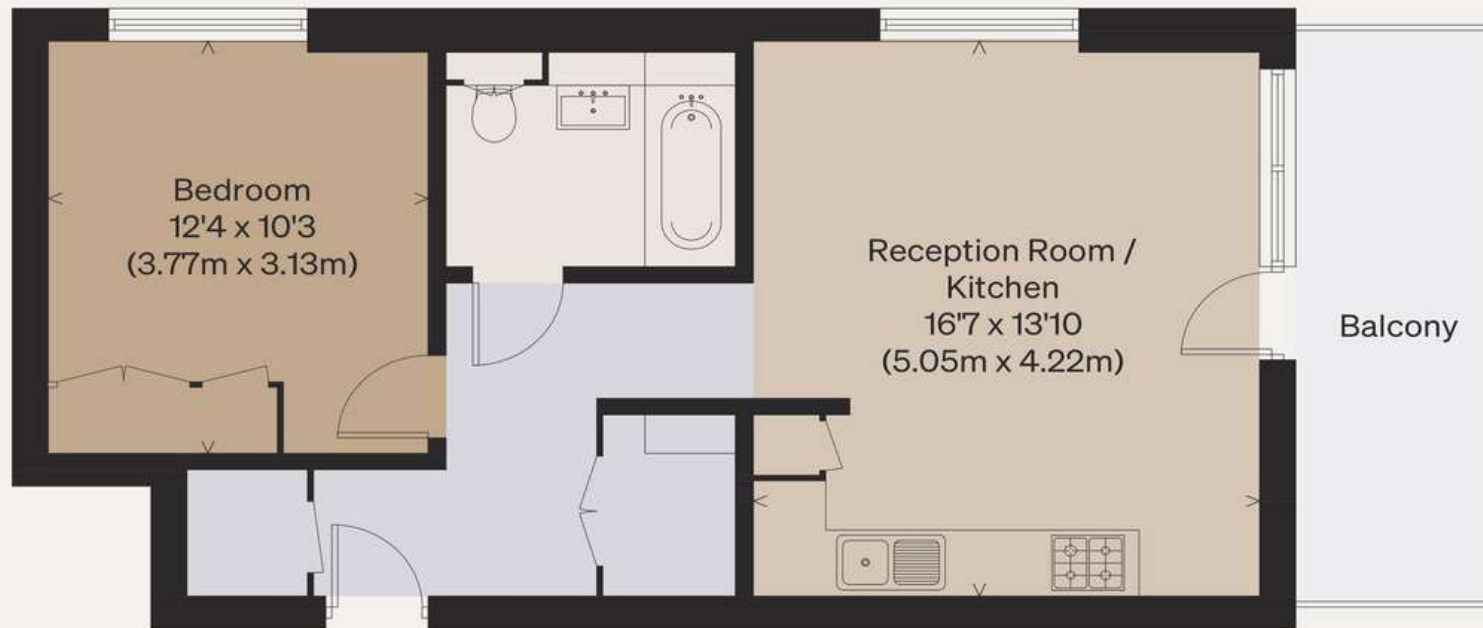 Bedroom
12'4 x 10'3
(3.77m x 3.13m)
Reception Room /
Kitchen
16'7 x 13'10
(5.05m x 4.22m)
Balcony